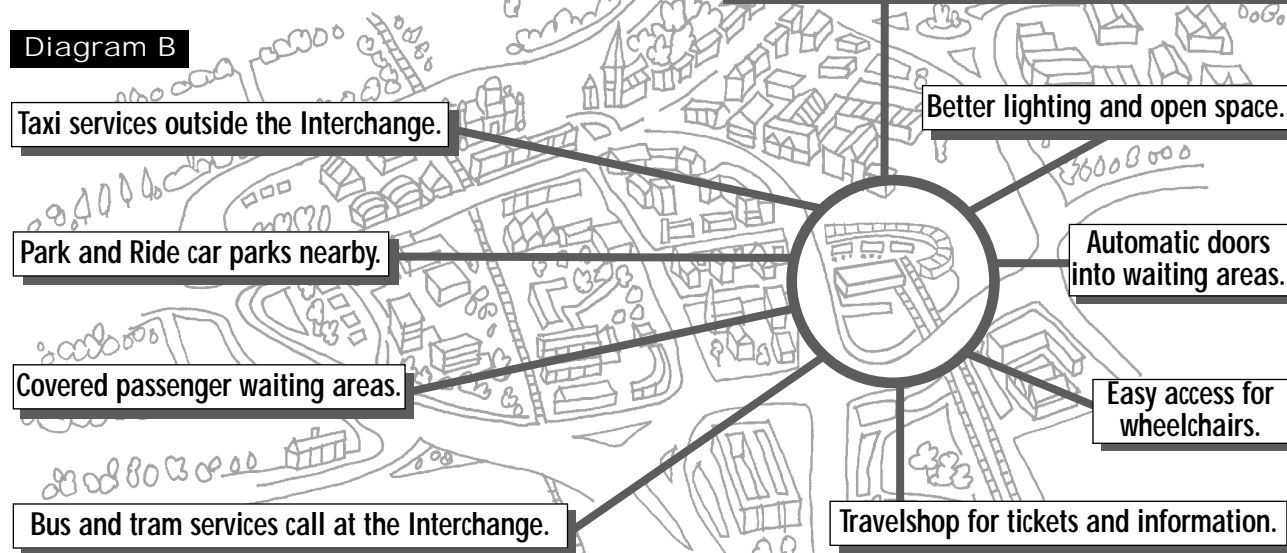 Diagram B
Taxi services outside the Interchange.
Better lighting and open space.
Park and Ride car parks nearby.
Automatic doors
into waiting areas.
Covered passenger waiting areas.
Easy access for
wheelchairs.
Bus and tram services call at the Interchange.
Travelshop for tickets and information.